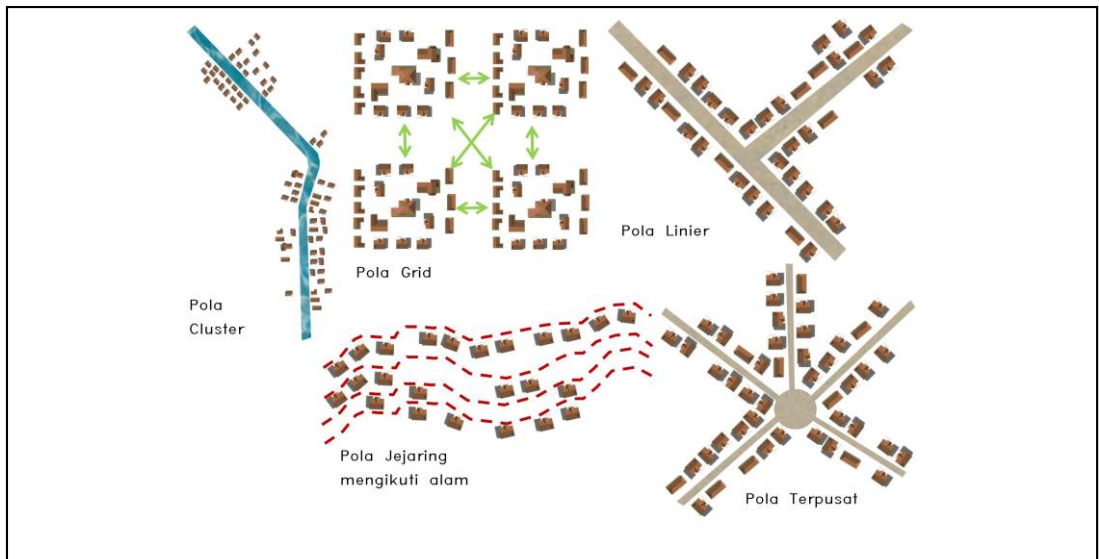 Pola Grid
Pola Linier
Pola
Cluster
Pola Jejaring
mengikuti alam
Pola Terpusat